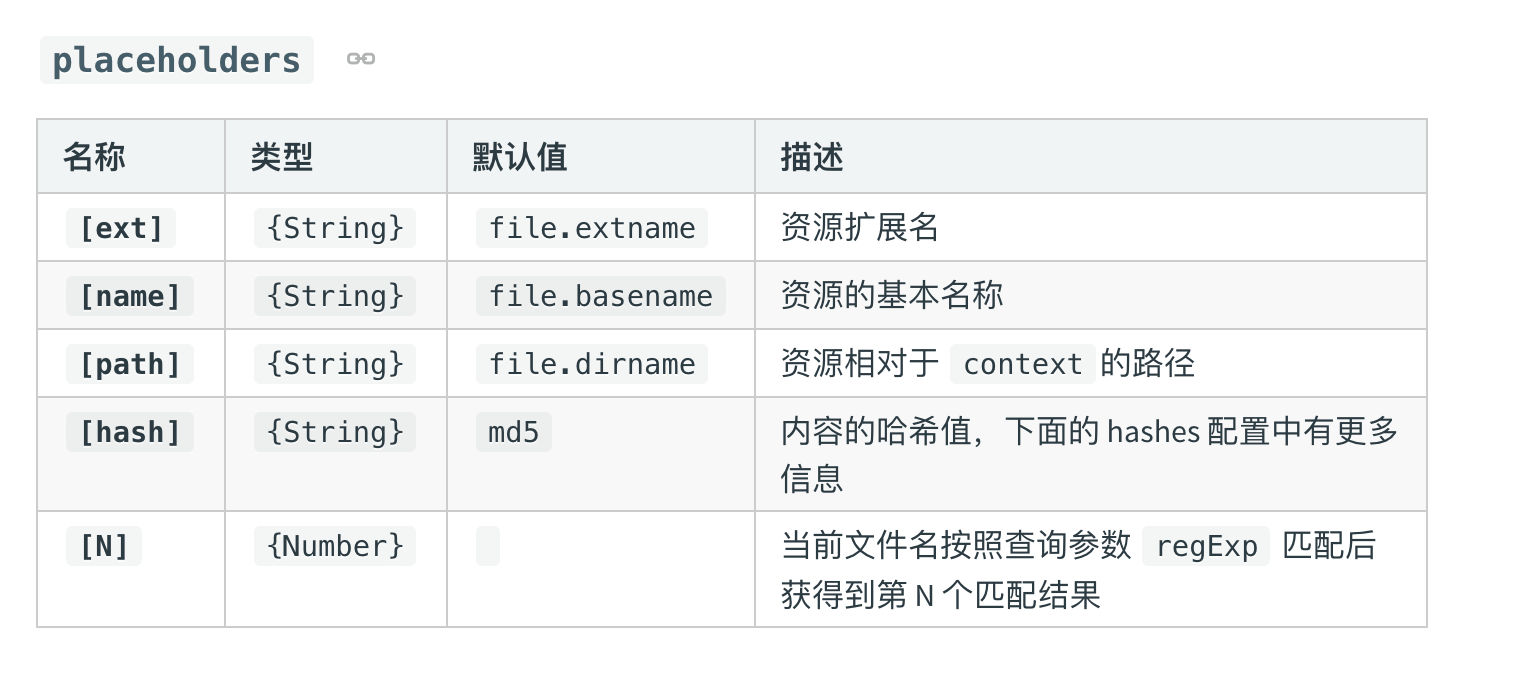 placeholders
名称 类型 默认值 描述
[ext] {String} file.extname 资源扩展名
[name] {String} file.basename 资源的基本名称
[path] {String} file.dirname 资源相对于 context 的路径
[hash] {String} md5 内容的哈希值，下面的 hashes 配置中有更多
信息
[N] {Number} 当前文件名按照查询参数 regExp 匹配后
获得到第 N 个匹配结果